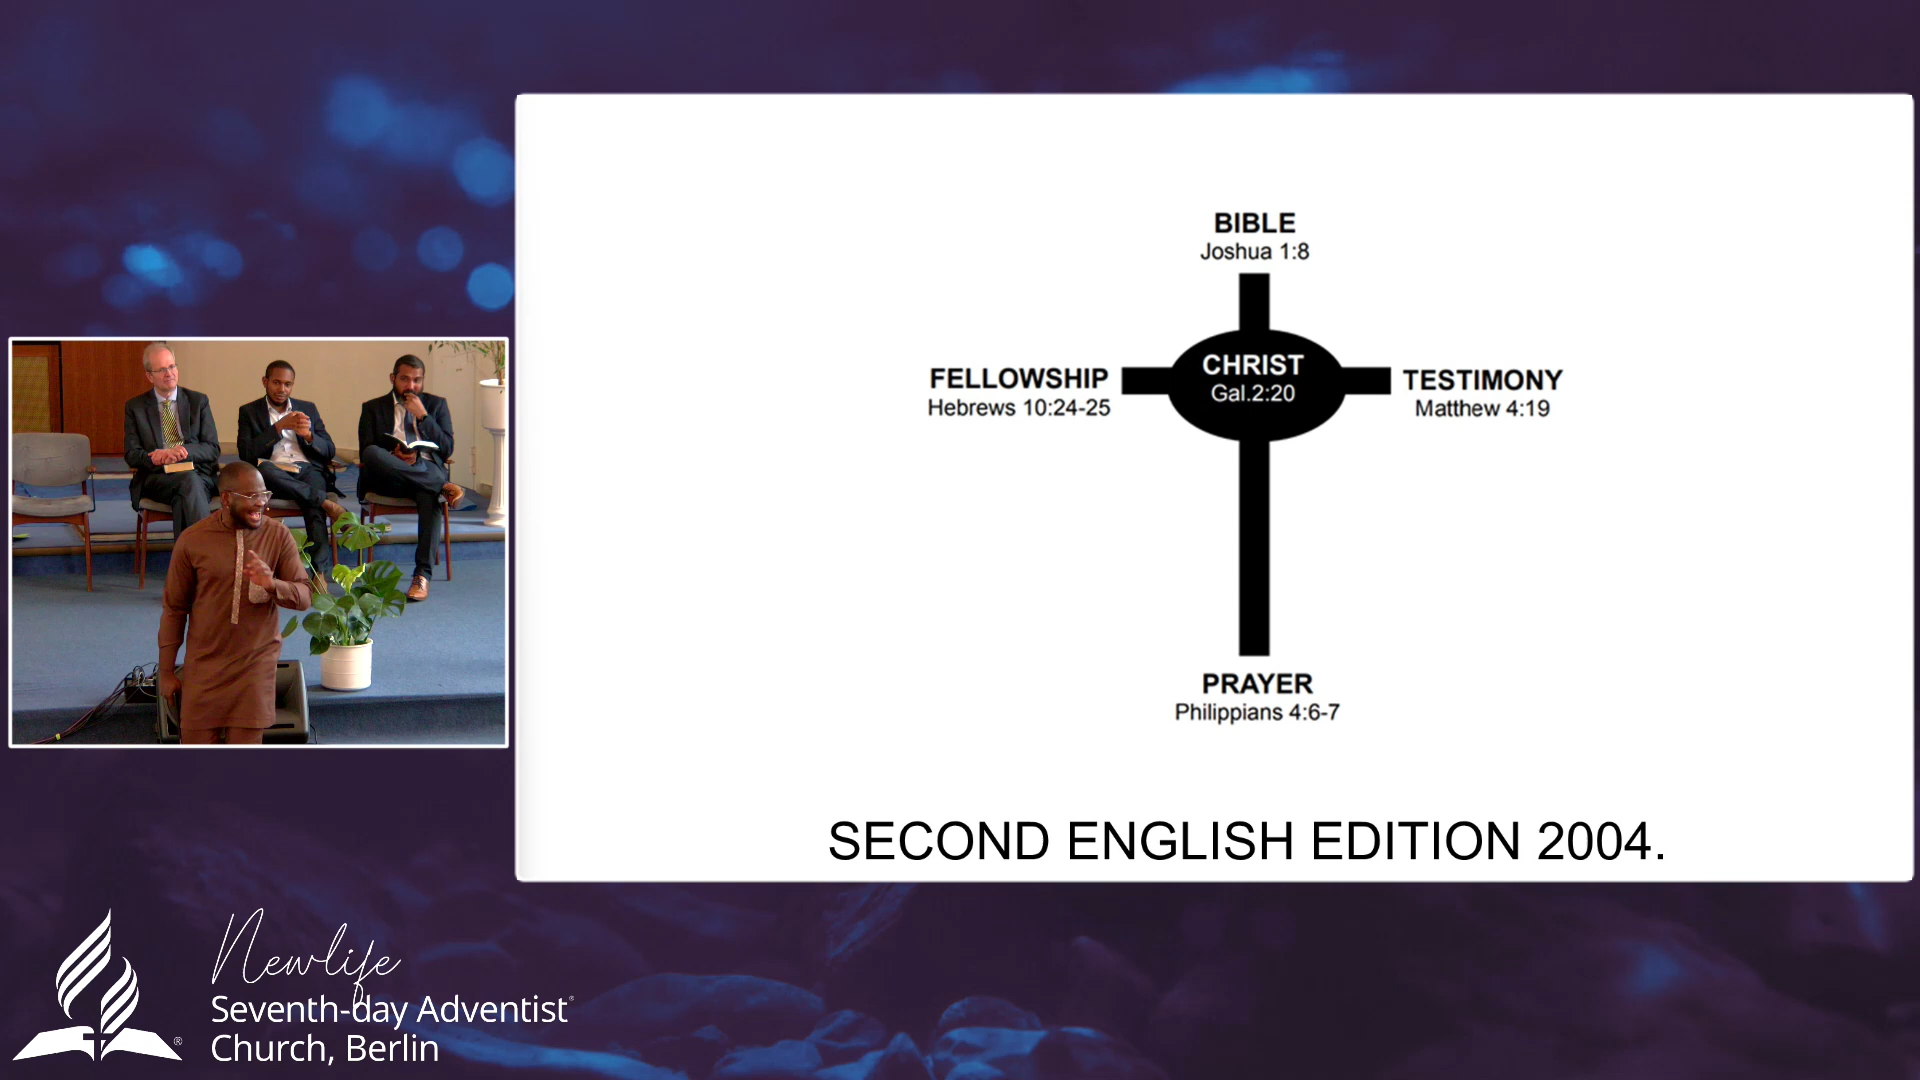 BIBLE
Joshua 1:8
FELLOWSHIP
Hebrews 10:24-25
CHRIST
Gal.2:20
TESTIMONY
Matthew 4:19
PRAYER
Philippians 4:6-7
SECOND ENGLISH EDITION 2004.
Newlife
Seventh-day Adventist®
Church, Berlin
®